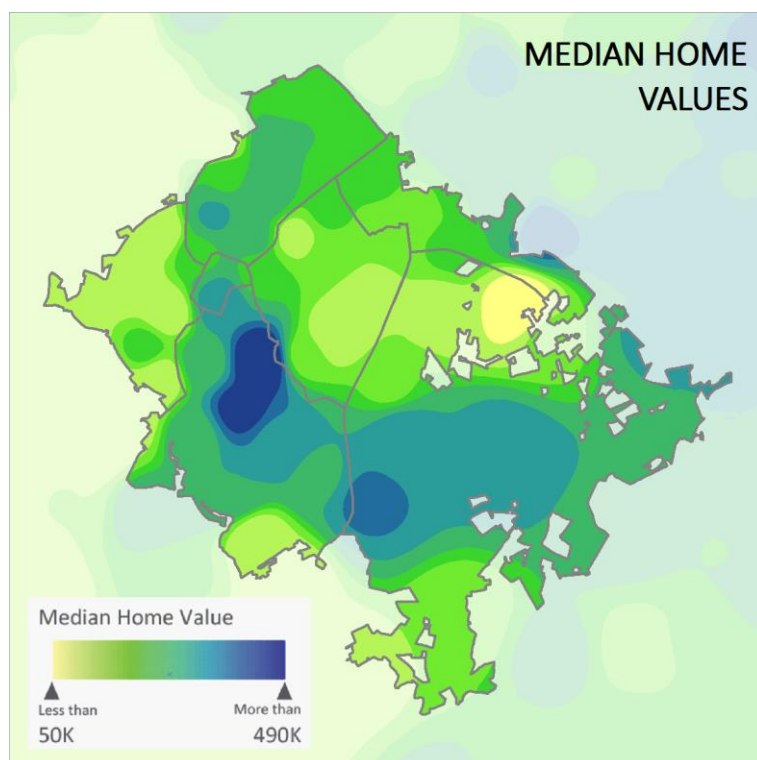 MEDIAN HOME
VALUES
Median Home Value
Less than
More than
50K
490K